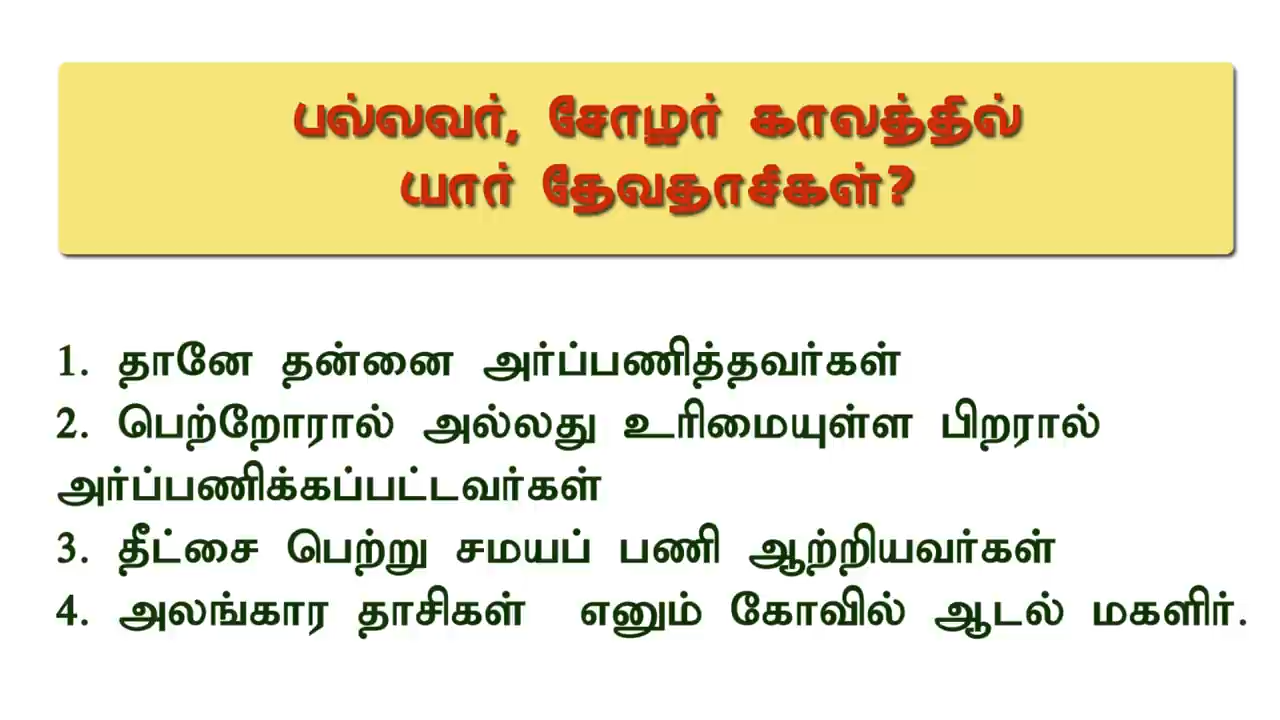 பல்லவர், சோழர் காலத்தில்
யார் தேவதாசிகள்?
1. தானே தன்னை அர்ப்பணித்தவர்கள்
2. பெற்றோரால் அல்லது உரிமையுள்ள பிறரால்
அர்ப்பணிக்கப்பட்டவர்கள்
3. தீட்சை பெற்று சமயப் பணி ஆற்றியவர்கள்
4. அலங்கார தாசிகள் எனும் கோவில் ஆடல் மகளிர்.